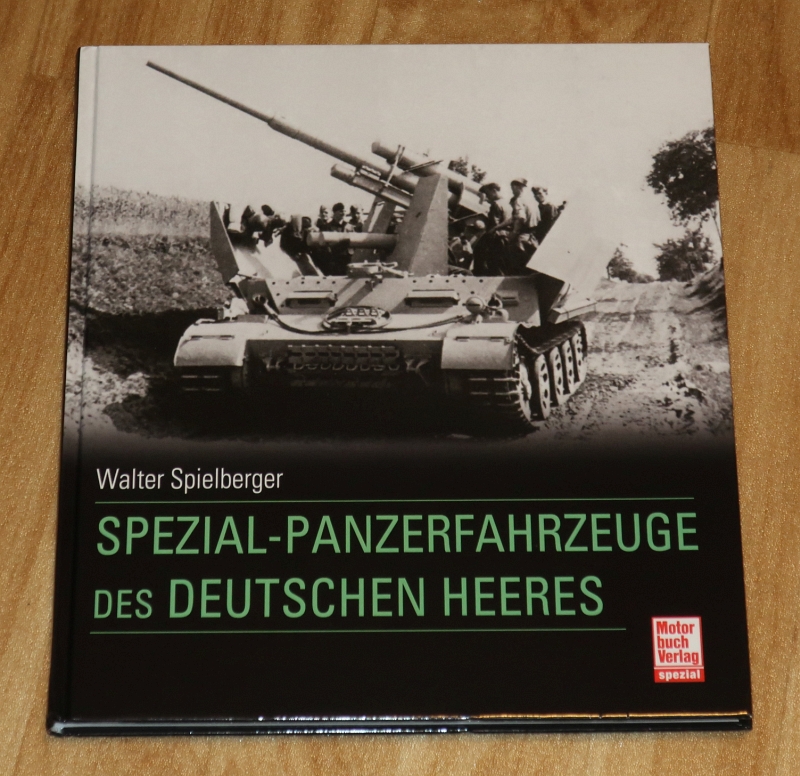 Walter Spielberger
SPEZIAL-PANZERFAHRZEUGE
DES DEUTSCHEN HEERES
Motor
buch
Verlag
spezial